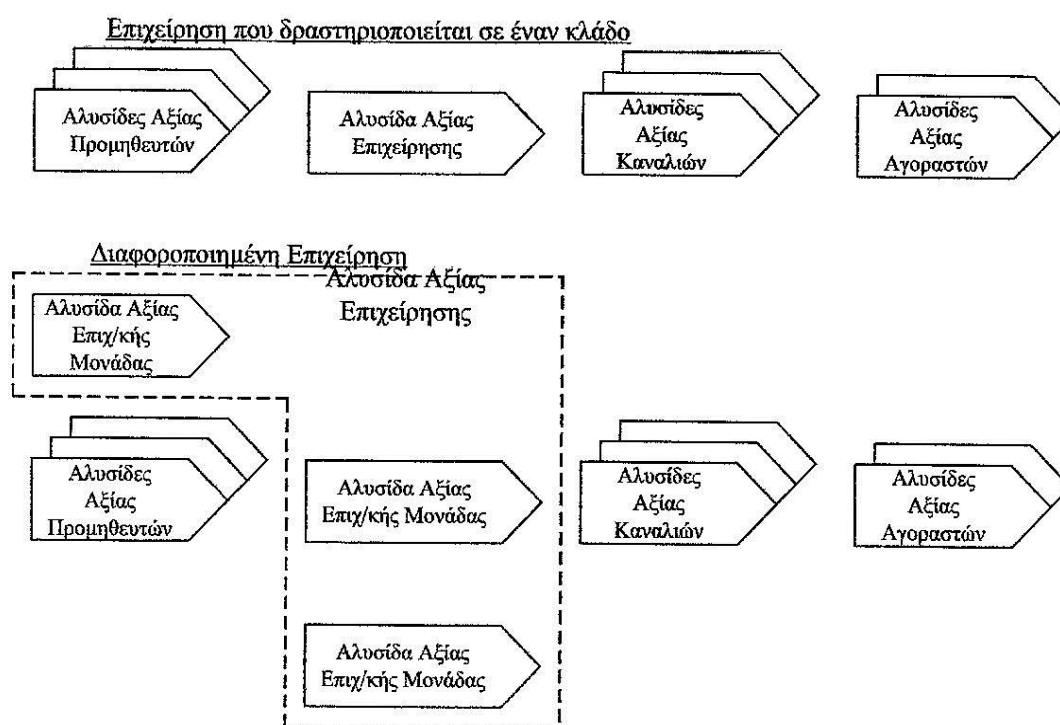 Επιχείρηση που δραστηριοποιείται σε έναν κλάδο
Αλυσίδες Αξίας
Προμηθευτών
Αλυσίδα Αξίας
Επιχείρησης
Αλυσίδες
Αξίας
Καναλιών
Αλυσίδες
Αξίας
Αγοραστών
Διαφοροποιημένη Επιχείρηση
Αλυσίδα Αξίας
Επιχείρησης
Αλυσίδα Αξίας
Επιχ/κής
Μονάδας
Αλυσίδες
Αξίας
Προμηθευτών
Αλυσίδα Αξίας
Επιχ/κής Μονάδας
Αλυσίδες
Αξίας
Καναλιών
Αλυσίδες
Αξίας
Αγοραστών
Αλυσίδα Αξίας
Επιχ/κής Μονάδας